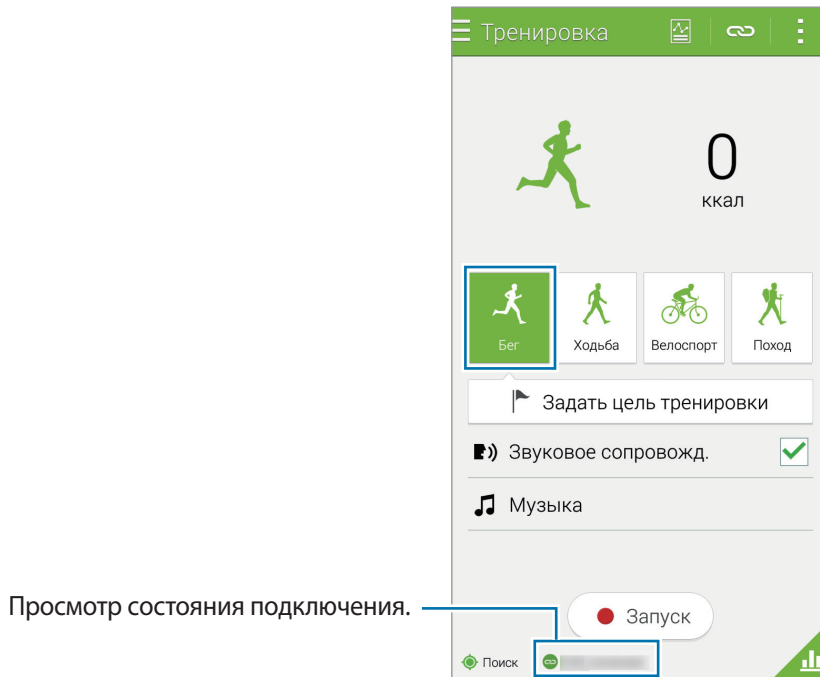 Тренировка
0
ккал
Бег
Ходьба
Велоспорт
Поход
Задать цель тренировки
Звуковое сопровожд.
Музыка
Просмотр состояния подключения.
Запуск
Поиск